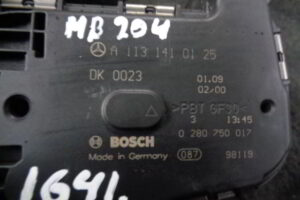 MB 204
A 113 141 01 25
DK 0023
01.09
02/00
>PBT GF30<
3 13:45
BOSCH 0 280 750 017
Made in Germany 087 98119
1641.